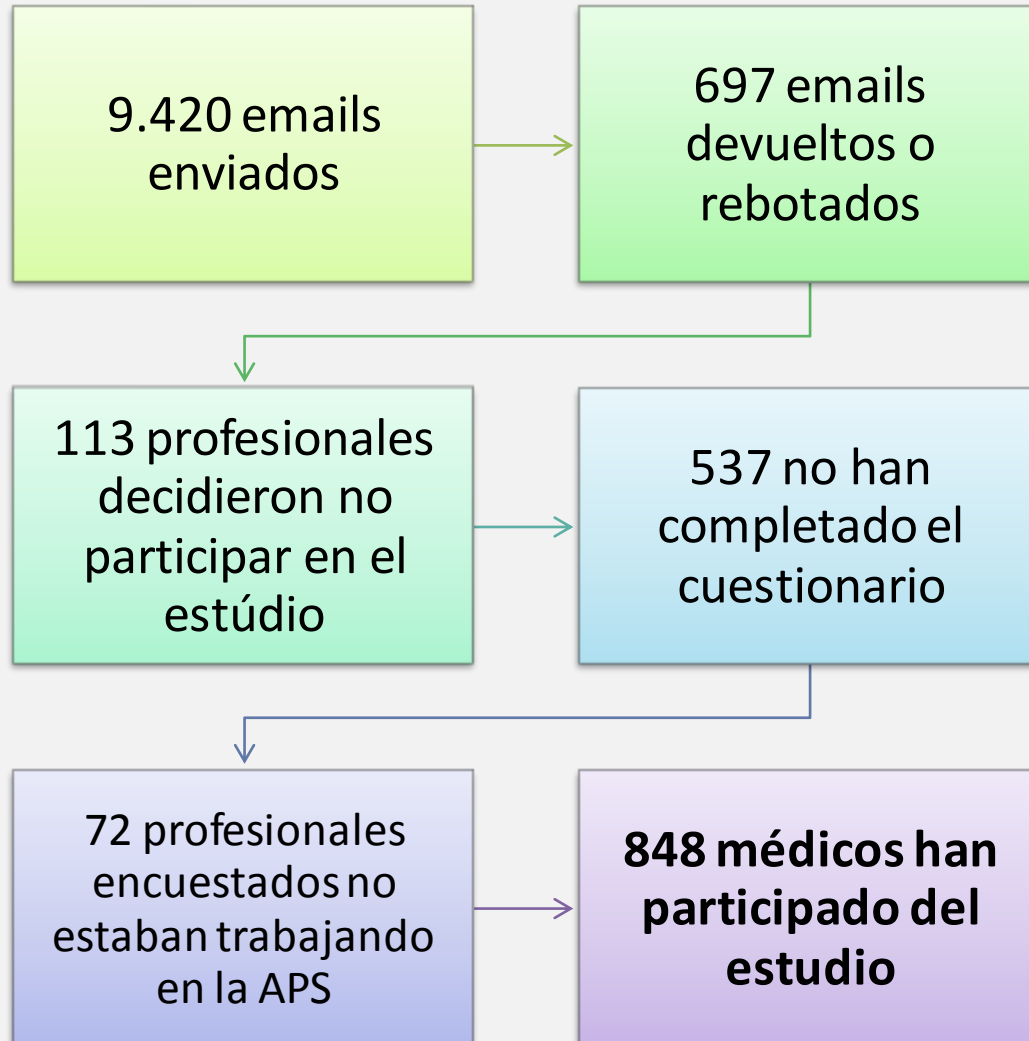 9.420 emails
enviados
697 emails
devueltos o
rebotados
113 profesionales
decidieron no
participar en el
estúdio
537 no han
completado el
cuestionario
72 profesionales
encuestados no
estaban trabajando
en la APS
848 médicos han
participado del
estudio